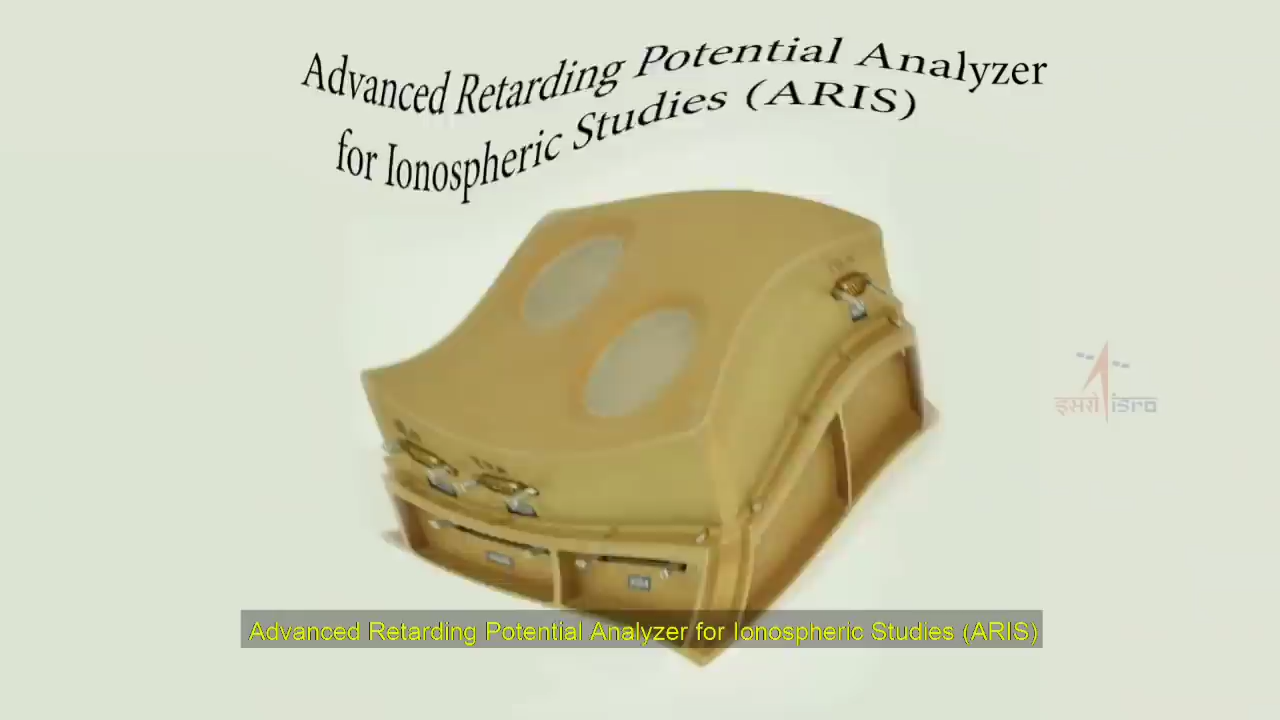 Advanced Retarding Potential Analyzer
for Ionospheric Studies (ARIS)
इसरो isro
Advanced Retarding Potential Analyzer for Ionospheric Studies (ARIS)